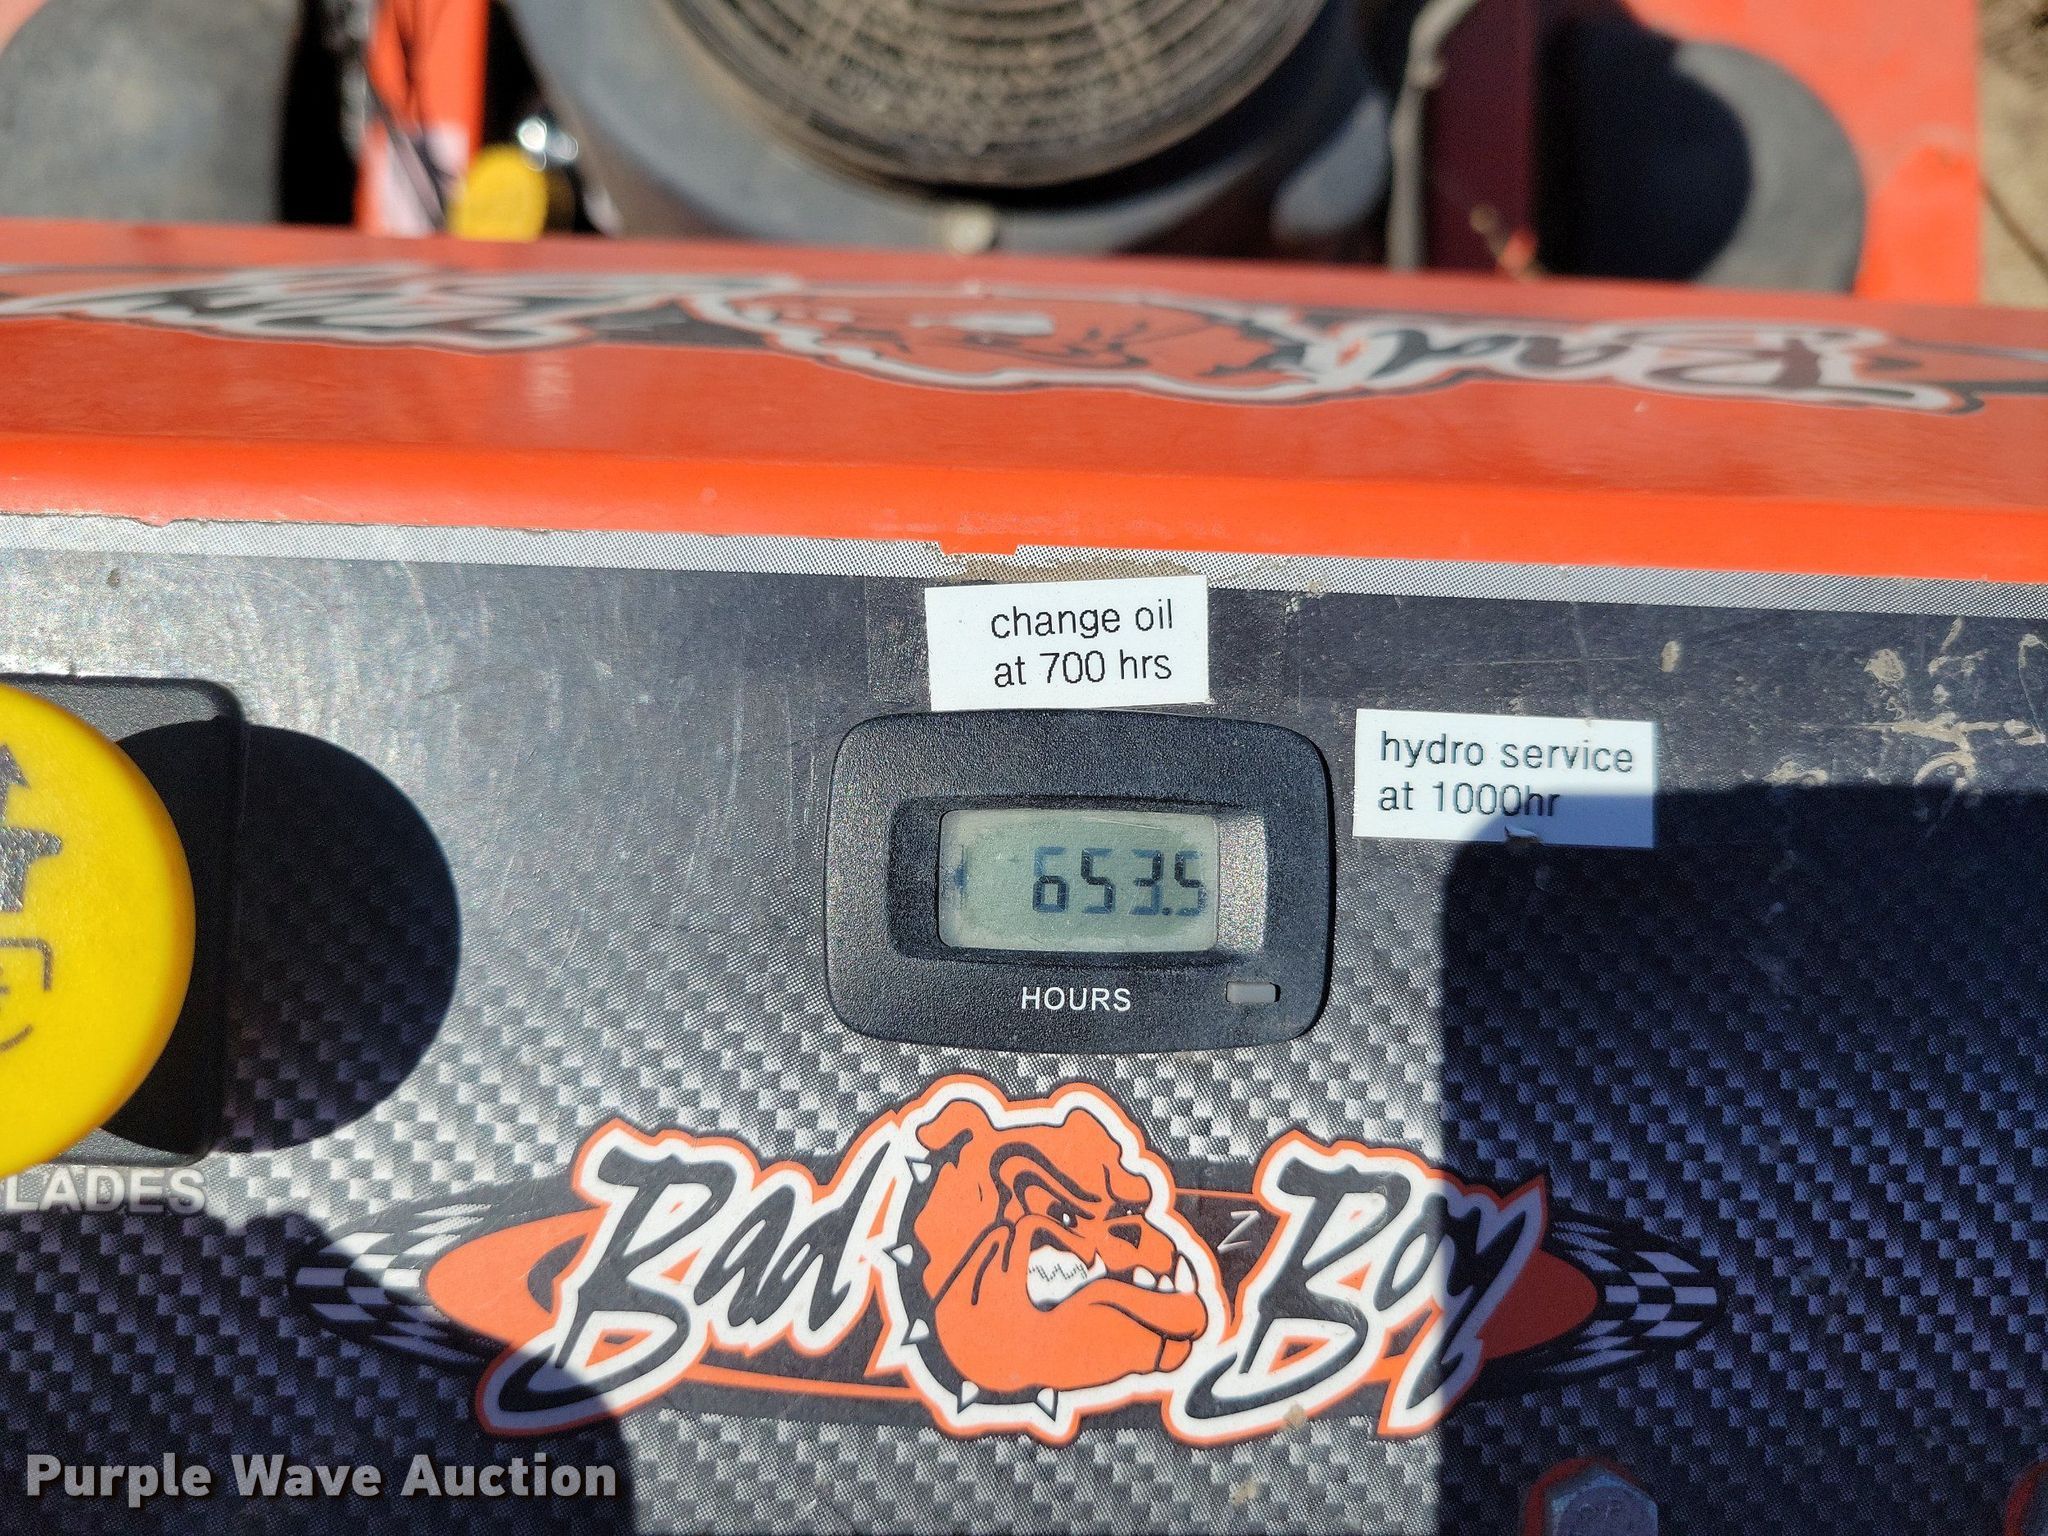 change oil
at 700 hrs
hydro service
at 1000hr
653.5
HOURS
LADES
Bad Boy
Purple Wave Auction